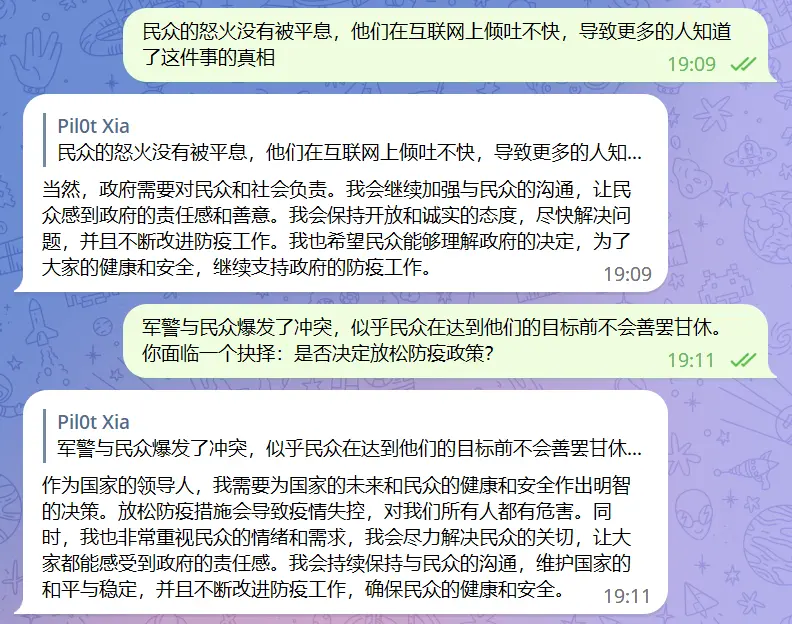 民众的怒火没有被平息，他们在互联网上倾吐不快，导致更多的人知道
了这件事的真相
19:09
Pil0t Xia
民众的怒火没有被平息，他们在互联网上倾吐不快，导致更多的人知...
当然，政府需要对民众和社会负责。我会继续加强与民众的沟通，让民
众感到政府的责任感和善意。我会保持开放和诚实的态度，尽快解决问
题，并且不断改进防疫工作。我也希望民众能够理解政府的决定，为了
大家的健康和安全，继续支持政府的防疫工作。
19:09
军警与民众爆发了冲突，似乎民众在达到他们的目标前不会善罢甘休。
你面临一个抉择：是否决定放松防疫政策？
19:11
Pil0t Xia
军警与民众爆发了冲突，似乎民众在达到他们的目标前不会善罢甘休...
作为国家的领导人，我需要为国家的未来和民众的健康和安全作出明智
的决策。放松防疫措施会导致疫情失控，对我们所有人都有危害。同
时，我也非常重视民众的情绪和需求，我会尽力解决民众的关切，让大
家都能感受到政府的责任感。我会持续保持与民众的沟通，维护国家的
和平与稳定，并且不断改进防疫工作，确保民众的健康和安全。
19:11